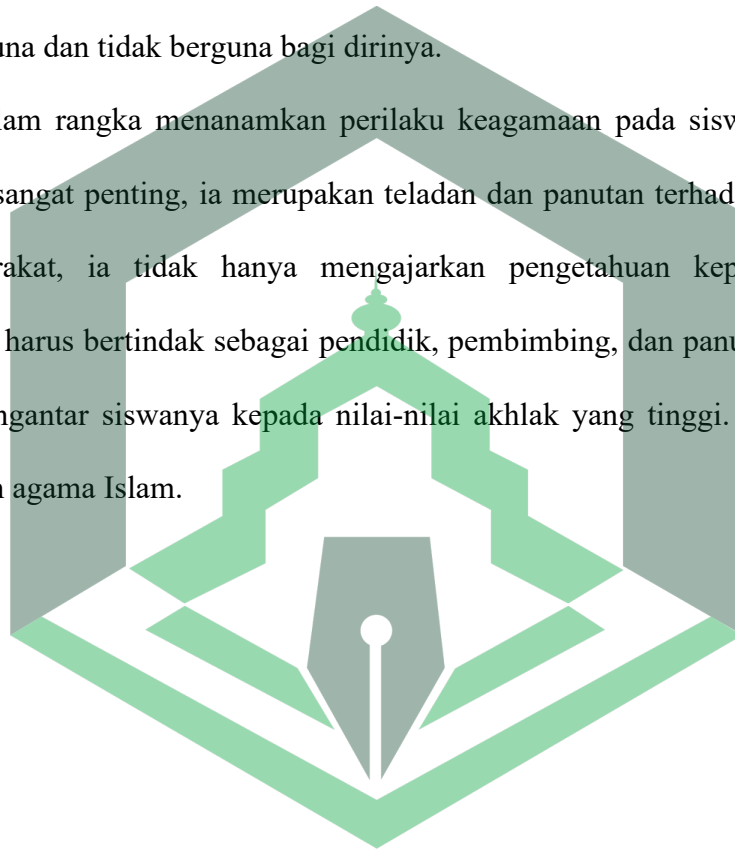 una dan tidak berguna bagi dirinya.
lam rangka menanamkan perilaku keagamaan pada sisw
sangat penting, ia merupakan teladan dan panutan terhad
rakat, ia tidak hanya mengajarkan pengetahuan kep
harus bertindak sebagai pendidik, pembimbing, dan panu
ngantar siswanya kepada nilai-nilai akhlak yang tinggi.
agama Islam.